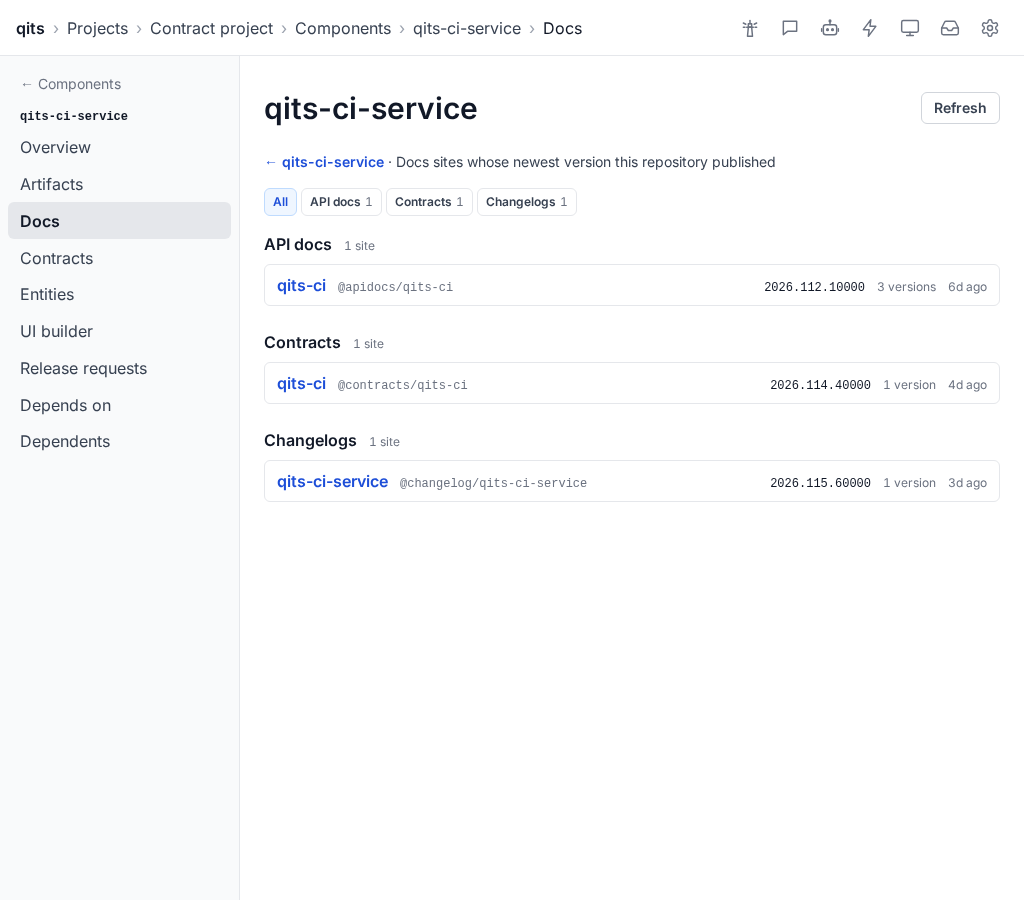 qits › Projects › Contract project › Components › qits-ci-service › Docs
← Components
qits-ci-service
Overview
Artifacts
Docs
Contracts
Entities
UI builder
Release requests
Depends on
Dependents
qits-ci-service
Refresh
← qits-ci-service · Docs sites whose newest version this repository published
All
API docs 1
Contracts 1
Changelogs 1
API docs 1 site
qits-ci @apidocs/qits-ci 2026.112.10000 3 versions 6d ago
Contracts 1 site
qits-ci @contracts/qits-ci 2026.114.40000 1 version 4d ago
Changelogs 1 site
qits-ci-service @changelog/qits-ci-service 2026.115.60000 1 version 3d ago